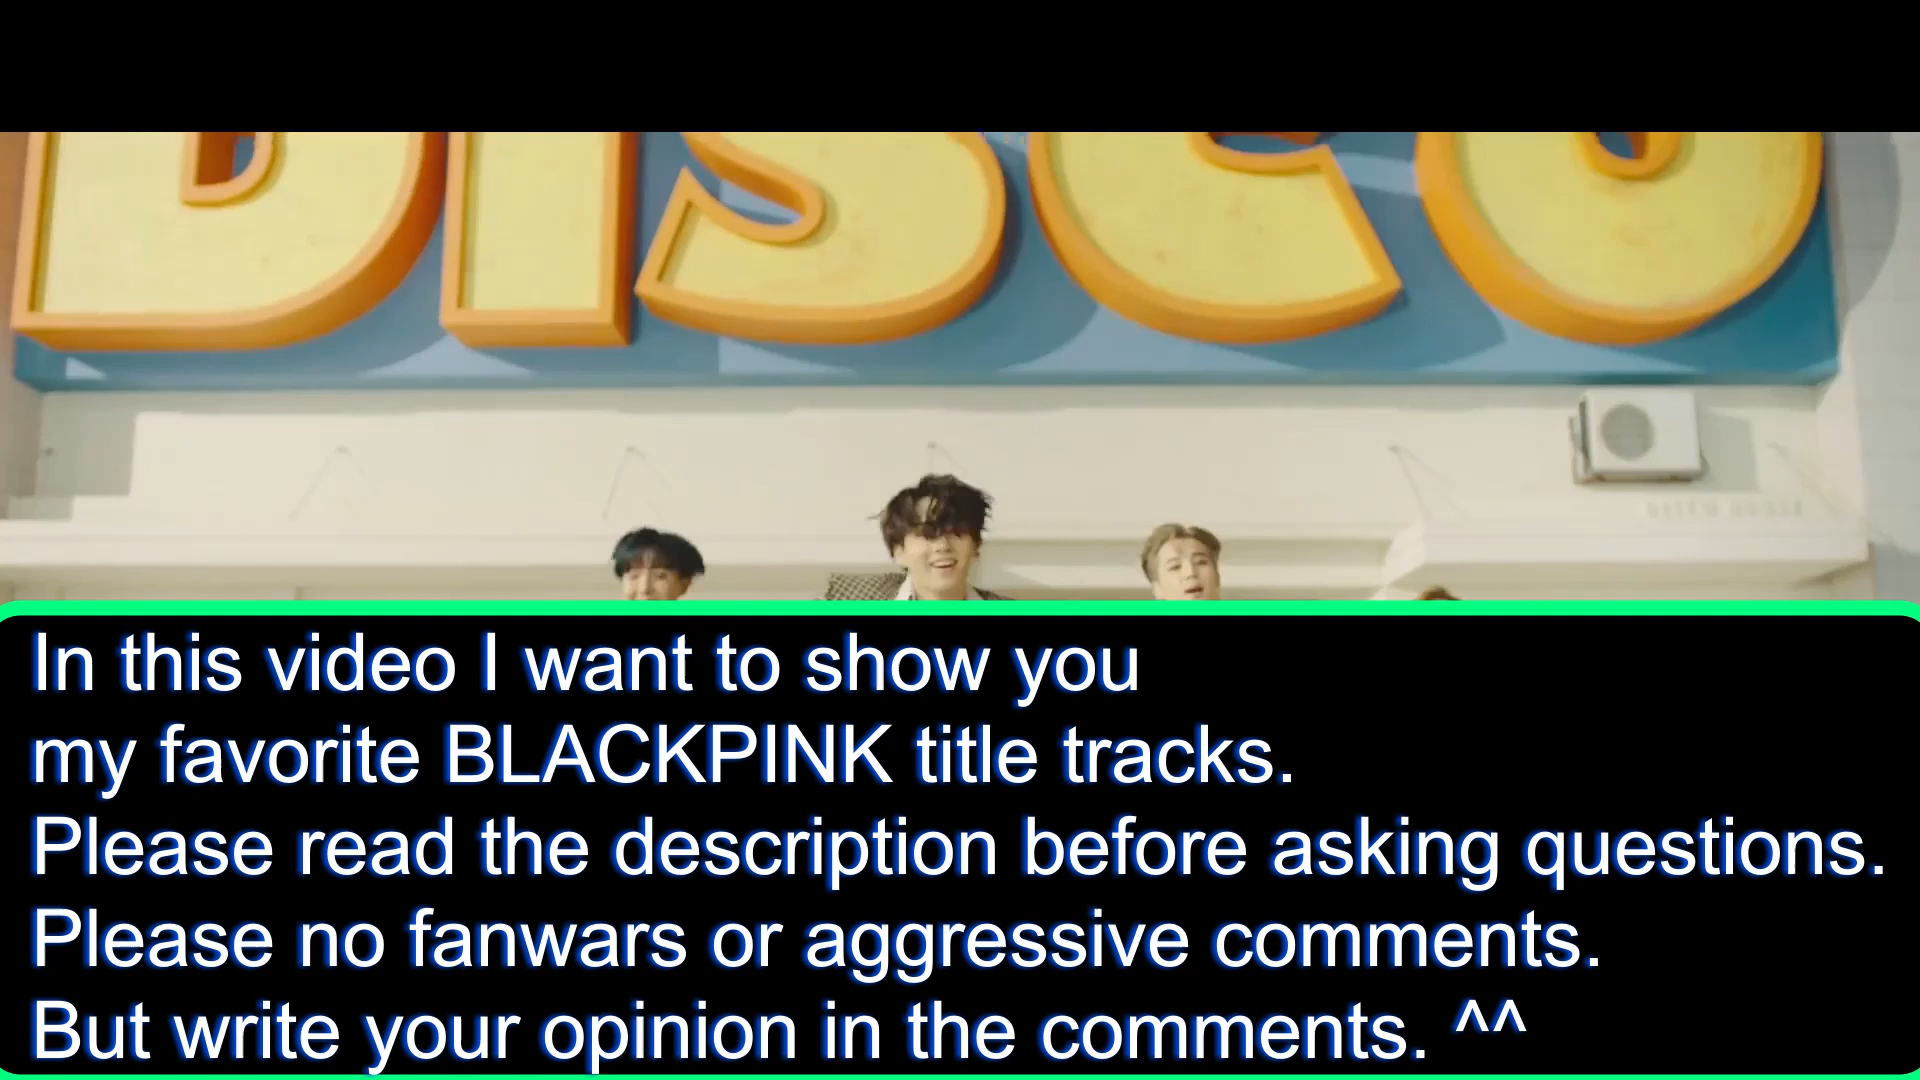 DISCO
In this video I want to show you
my favorite BLACKPINK title tracks.
Please read the description before asking questions.
Please no fanwars or aggressive comments.
But write your opinion in the comments. ^^